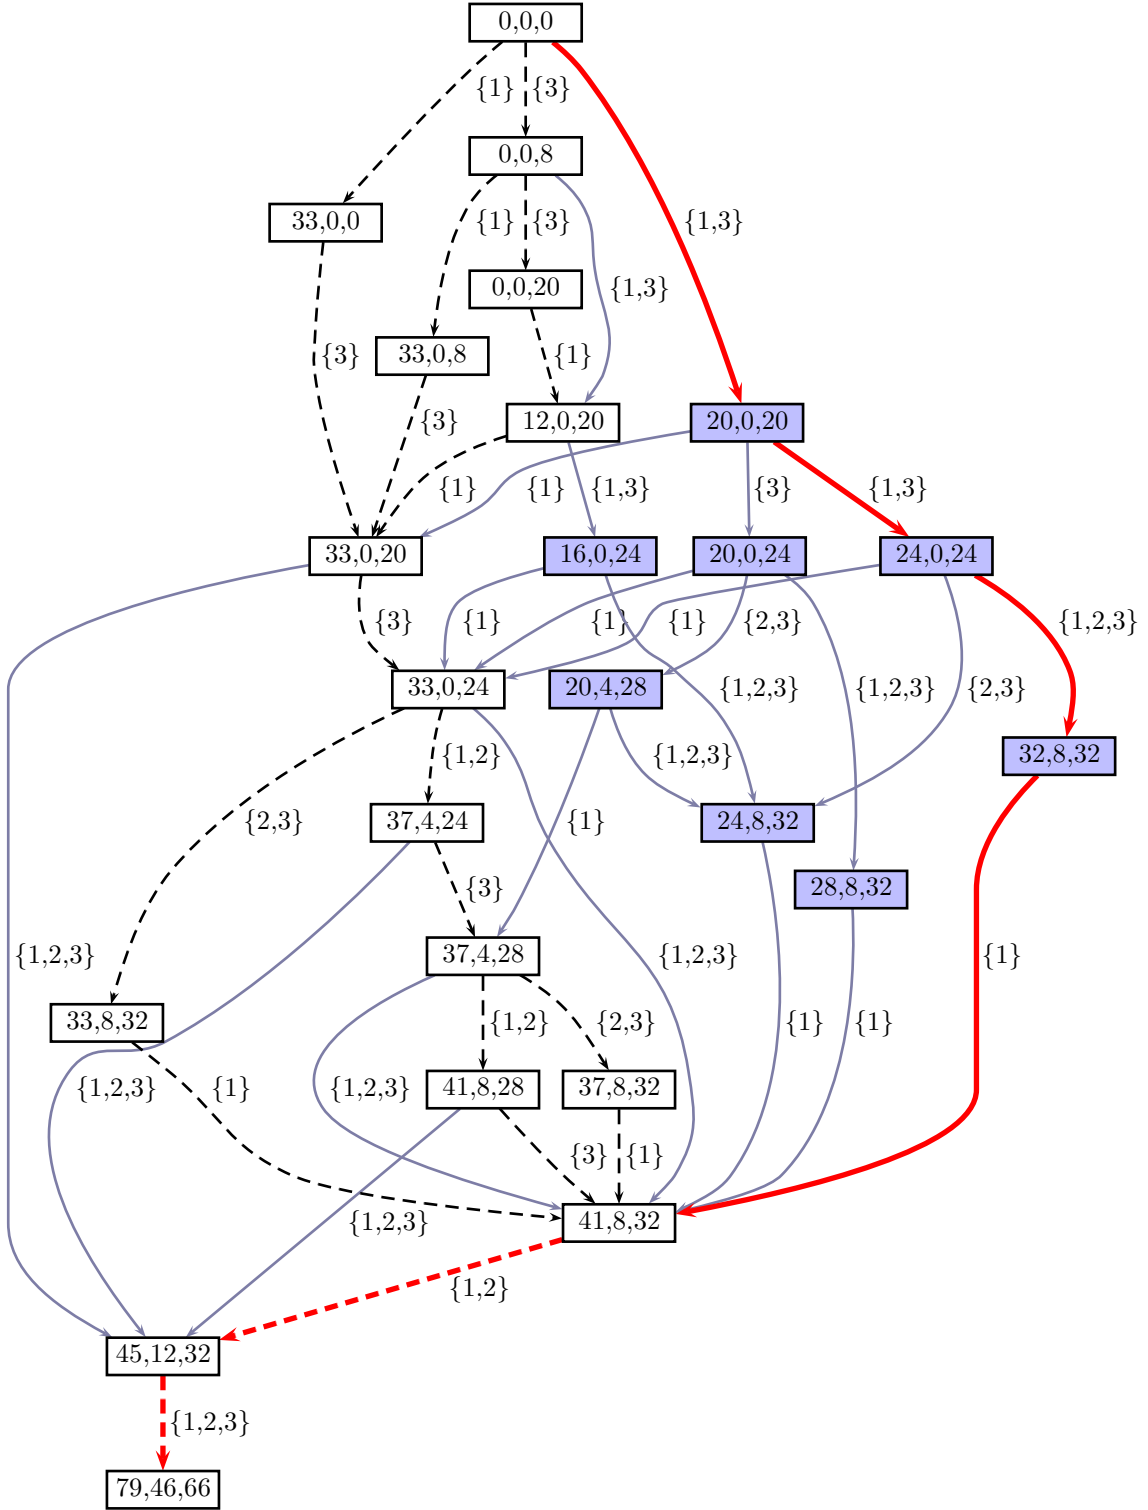 0,0,0
{1} {3}
0,0,8
33,0,0 {1} {3} {1,3}
0,0,20
{1,3}
33,0,8
{3} {1}
12,0,20 20,0,20
{3}
{1} {1} {1,3} {3} {1,3}
33,0,20 16,0,24 20,0,24 24,0,24
{3} {1} {1} {1} {2,3} {1,2,3}
33,0,24 20,4,28 {1,2,3} {1,2,3} {2,3}
{1,2} {1,2,3} 32,8,32
{2,3} 37,4,24 {1} 24,8,32
{3} 28,8,32
{1,2,3} 37,4,28 {1,2,3} {1}
33,8,32 {1,2} {2,3} {1} {1}
{1,2,3} {1} {1,2,3} 41,8,28 37,8,32
{3} {1}
{1,2,3} 41,8,32
{1,2}
45,12,32
{1,2,3}
79,46,66